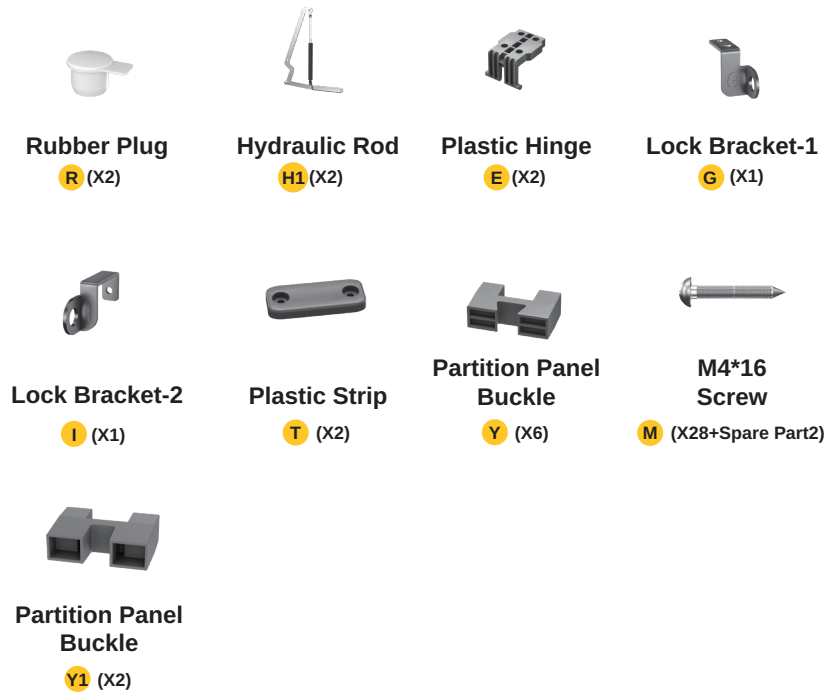 Rubber Plug
R (X2)
Hydraulic Rod
H1 (X2)
Plastic Hinge
E (X2)
Lock Bracket-1
G (X1)
Lock Bracket-2
I (X1)
Plastic Strip
T (X2)
Partition Panel
Buckle
Y (X6)
M4*16
Screw
M (X28+Spare Part2)
Partition Panel
Buckle
Y1 (X2)